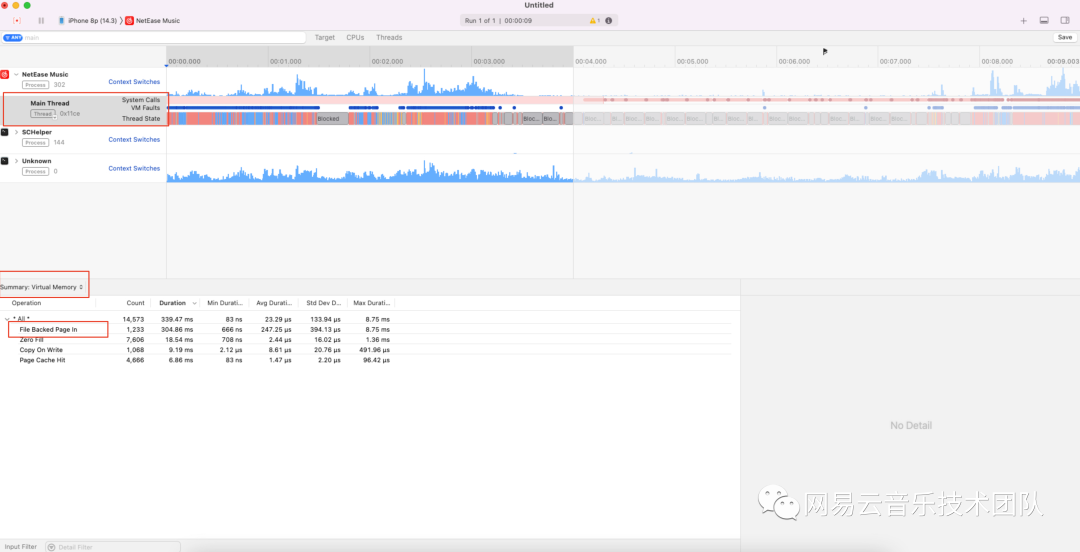 Untitled
iPhone 8p (14.3) 〉 NetEase Music
Run 1 of 1 | 00:00:09
1
ANY main
Target CPUs Threads
Save
00:00.000 00:01.000 00:02.000 00:03.000 00:04.000 00:05.000 00:06.000 00:07.000 00:08.000 00:09.003
NetEase Music
Process 302
Context Switches
Main Thread
Thread 0x11ce
System Calls
VM Faults
Thread State
Blocked Bloc... Blo...
SCHelper
Process 144
Context Switches
Unknown
Process 0
Context Switches
Summary: Virtual Memory
Operation Count Duration Min Durati... Avg Durati... Std Dev D... Max Durati...
* All * 14,573 339.47 ms 83 ns 23.29 µs 133.94 µs 8.75 ms
File Backed Page In 1,233 304.86 ms 666 ns 247.25 µs 394.13 µs 8.75 ms
Zero Fill 7,606 18.54 ms 708 ns 2.44 µs 16.02 µs 1.36 ms
Copy On Write 1,068 9.19 ms 2.12 µs 8.61 µs 20.76 µs 491.96 µs
Page Cache Hit 4,666 6.86 ms 83 ns 1.47 µs 2.20 µs 96.42 µs
No Detail
网易云音乐技术团队
Input Filter Detail Filter